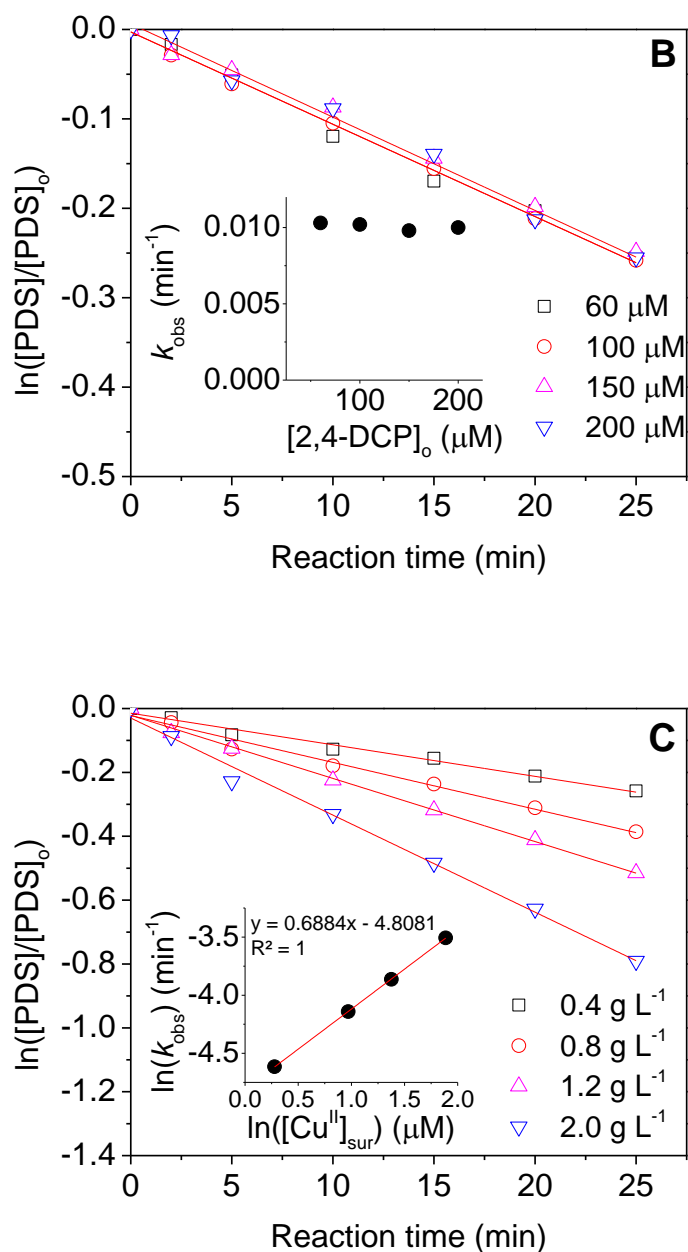 B
0.0
-0.1
-0.2
-0.3
-0.4
-0.5
ln([PDS]/[PDS]o)
0 5 10 15 20 25
Reaction time (min)
0.010
0.005
0.000
kobs (min-1)
100 200
[2,4-DCP]o (μM)
60 μM
100 μM
150 μM
200 μM
C
0.0
-0.2
-0.4
-0.6
-0.8
-1.0
-1.2
-1.4
ln([PDS]/[PDS]o)
0 5 10 15 20 25
Reaction time (min)
y = 0.6884x - 4.8081
R² = 1
-3.5
-4.0
-4.5
ln(kobs) (min-1)
0.0 0.5 1.0 1.5 2.0
ln([CuII]sur) (μM)
0.4 g L-1
0.8 g L-1
1.2 g L-1
2.0 g L-1